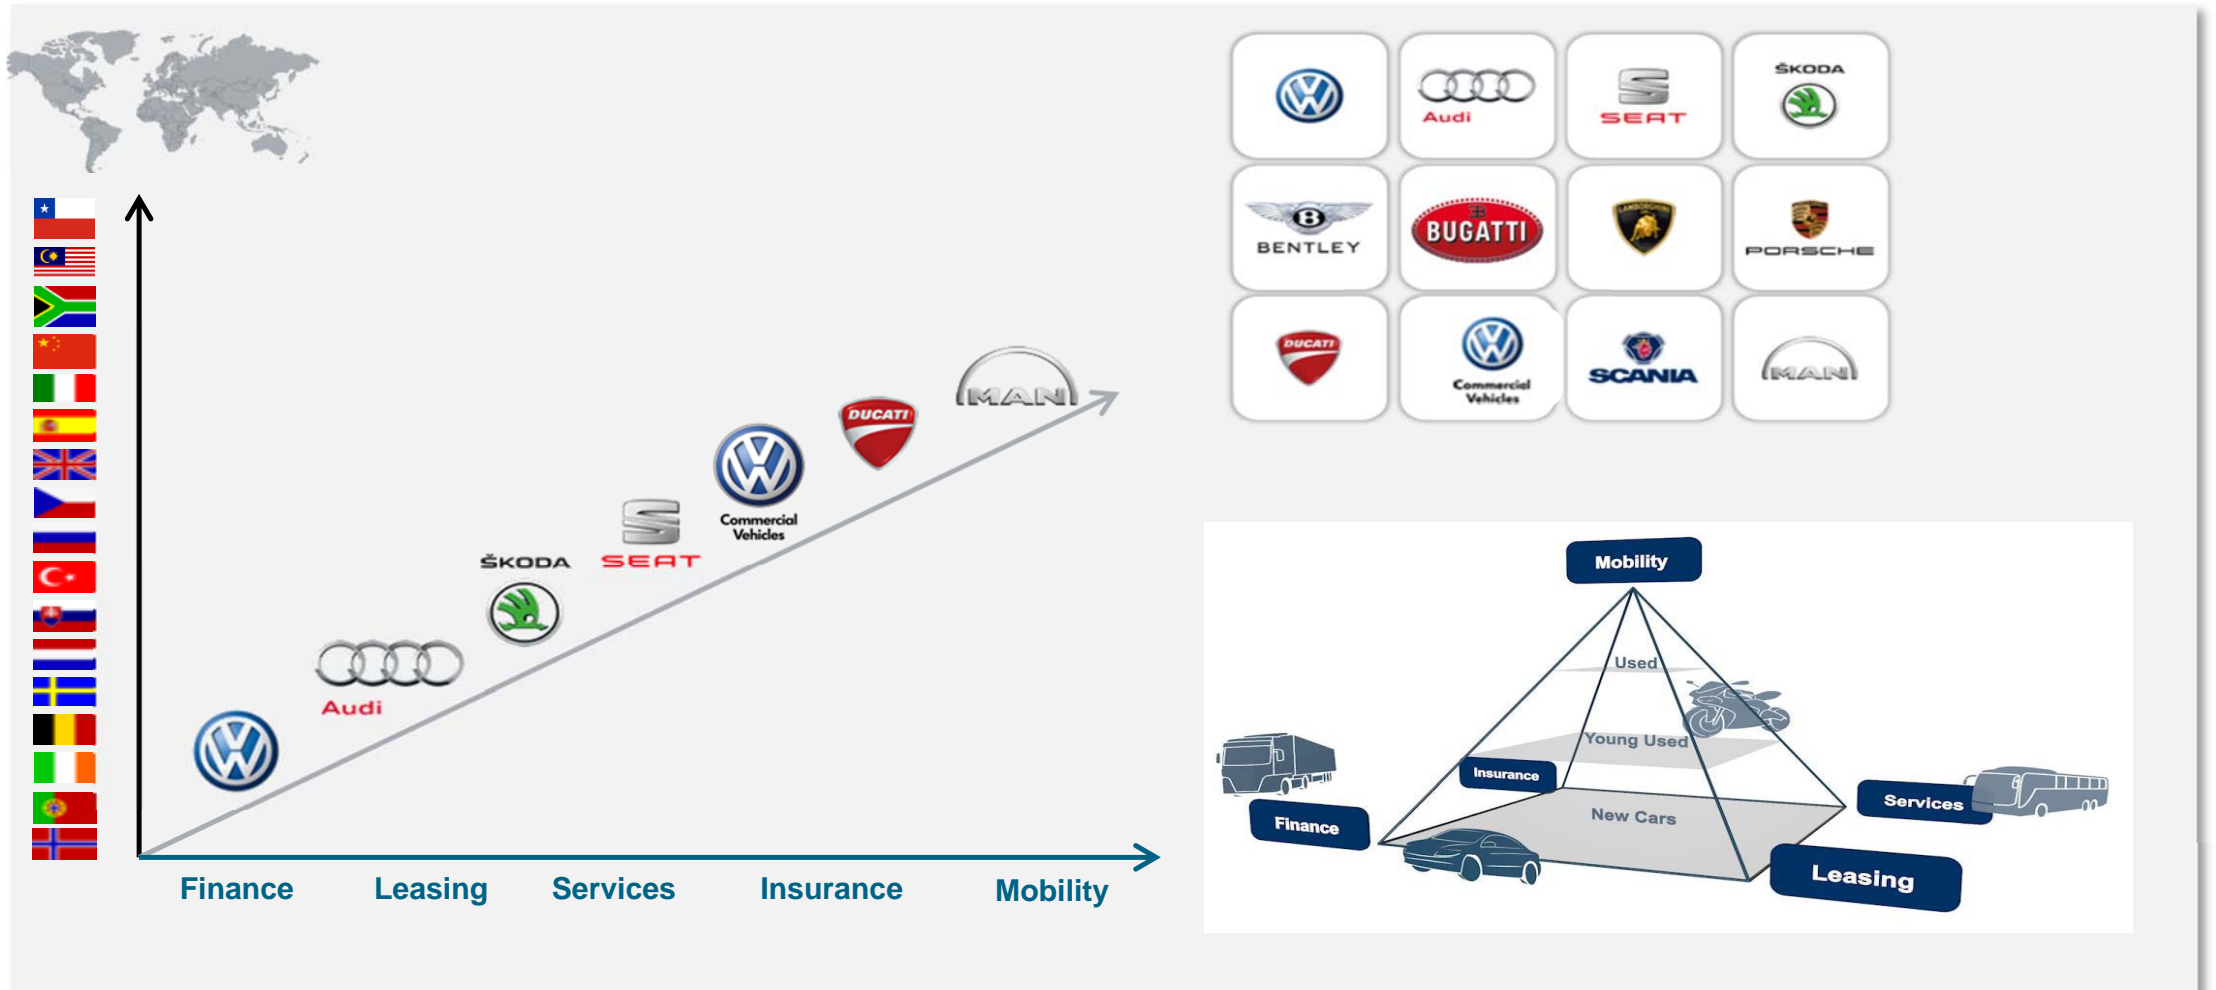 Finance
Leasing
Services
Insurance
Mobility
Audi
ŠKODA
SEAT
Commercial
Vehicles
DUCATI
MAN
Audi
SEAT
ŠKODA
B
BENTLEY
BUGATTI
LAMBORGHINI
PORSCHE
DUCATI
Commercial
Vehicles
SCANIA
MAN
Mobility
Used
Young Used
Insurance
New Cars
Finance
Services
Leasing